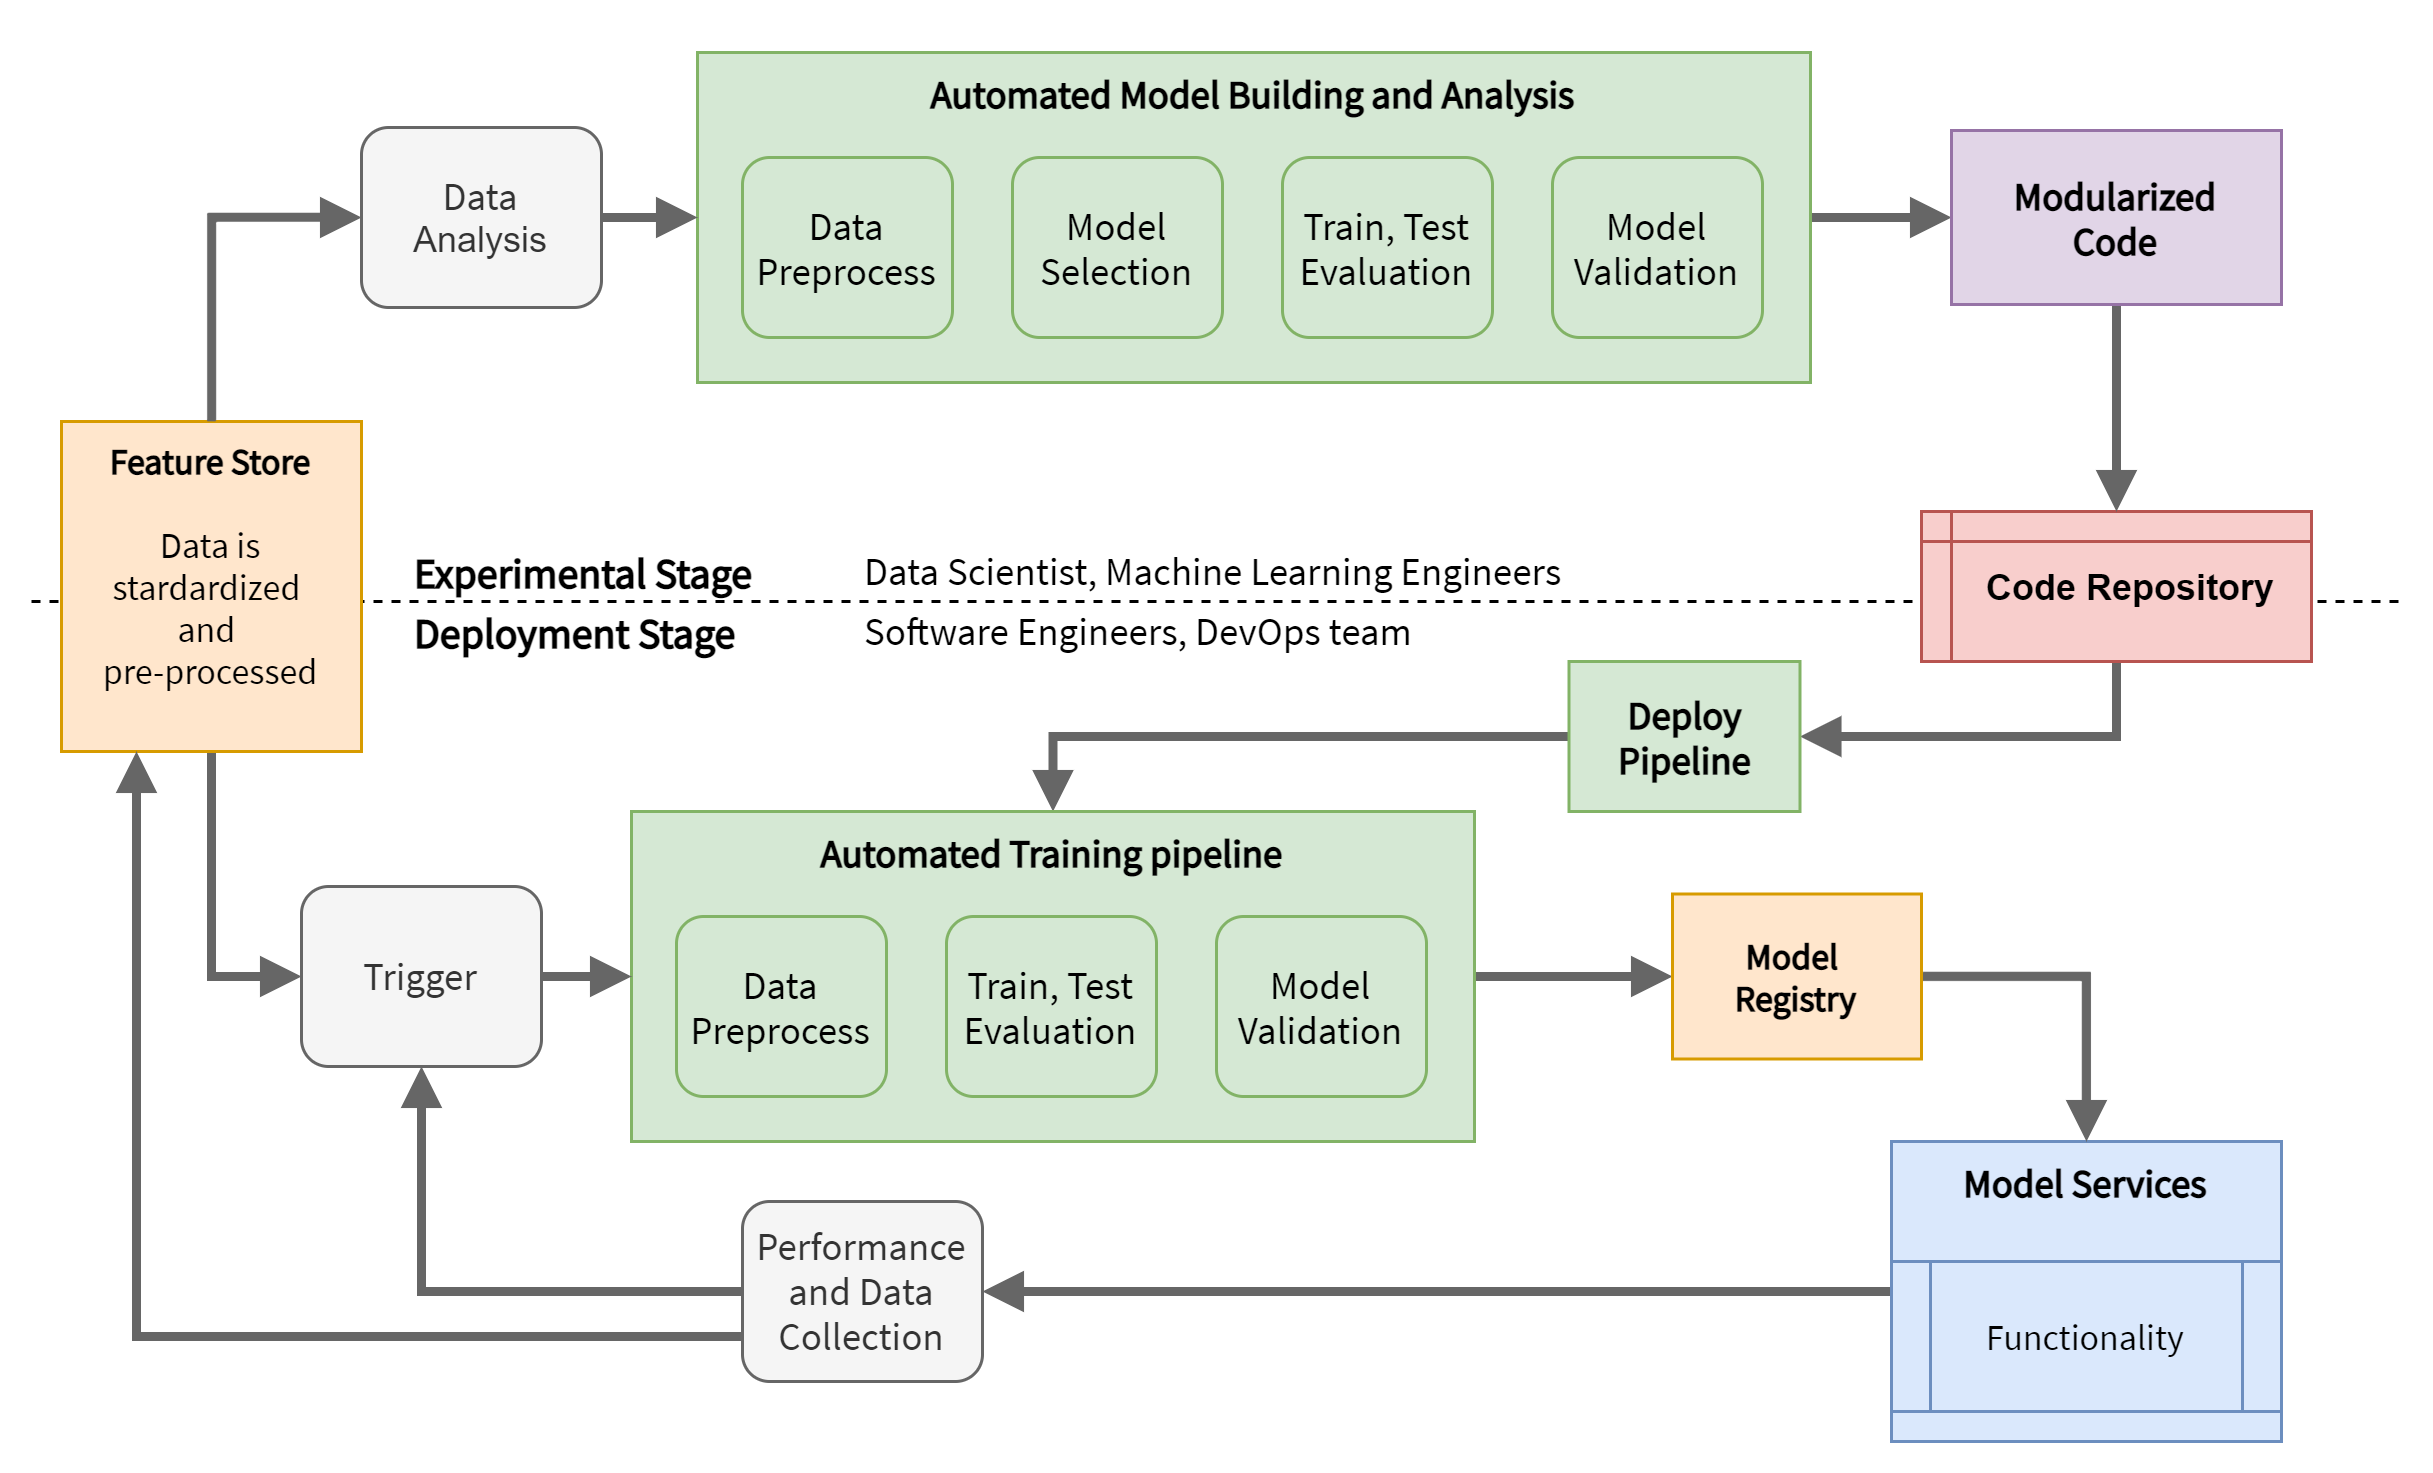 Automated Model Building and Analysis
Data
Analysis
Data
Preprocess
Model
Selection
Train, Test
Evaluation
Model
Validation
Modularized
Code
Feature Store
Data is
stardardized
and
pre-processed
Experimental Stage
Data Scientist, Machine Learning Engineers
Deployment Stage
Software Engineers, DevOps team
Code Repository
Deploy
Pipeline
Automated Training pipeline
Trigger
Data
Preprocess
Train, Test
Evaluation
Model
Validation
Model
Registry
Model Services
Functionality
Performance
and Data
Collection